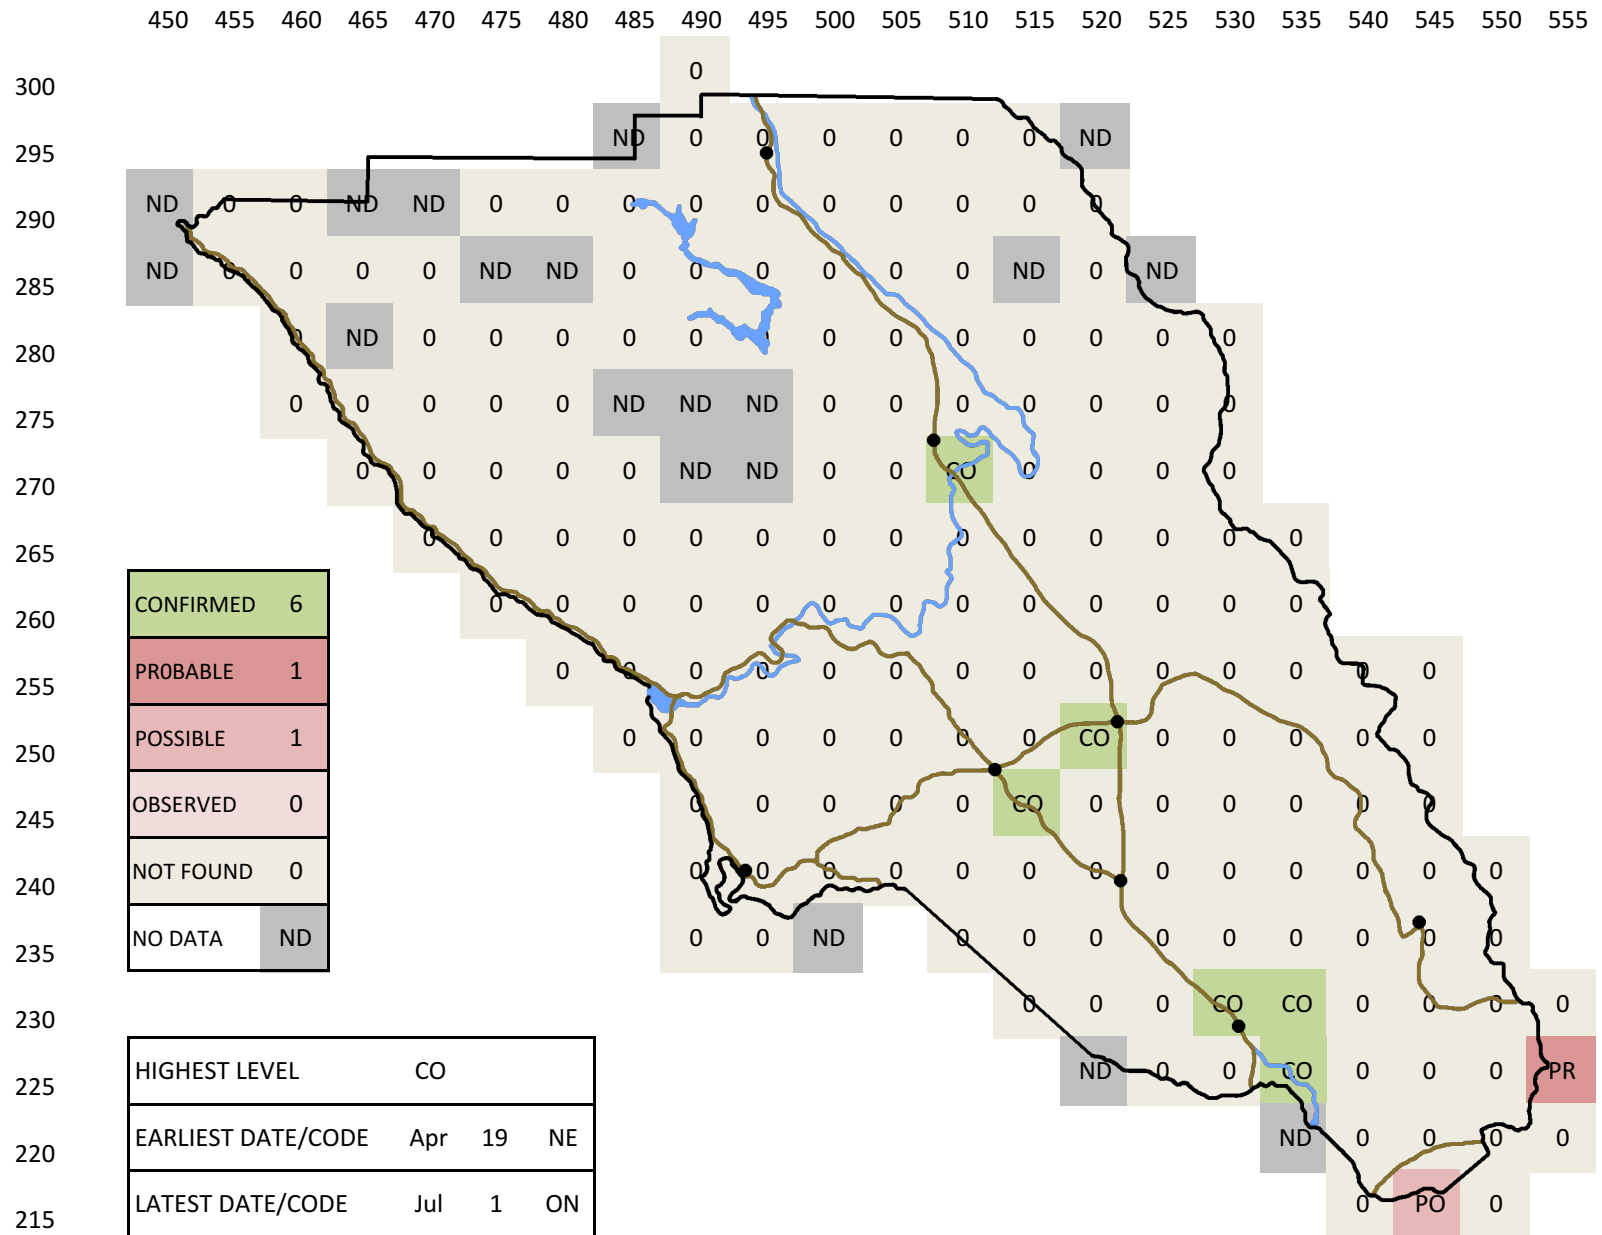 450 455 460 465 470 475 480 485 490 495 500 505 510 515 520 525 530 535 540 545 550 555
300 0
295 ND 0 0 0 0 0 0 ND
290 ND 0 0 ND ND 0 0 0 0 0 0 0 0 0 0
285 ND 0 0 0 0 ND ND 0 0 0 0 0 0 ND 0 ND
280 0 ND 0 0 0 0 0 0 0 0 0 0 0 0 0
275 0 0 0 0 0 ND ND ND 0 0 0 0 0 0 0
270 0 0 0 0 0 ND ND 0 0 CO 0 0 0 0
265 0 0 0 0 0 0 0 0 0 0 0 0 0 0
260 CONFIRMED 6 0 0 0 0 0 0 0 0 0 0 0 0 0
255 PR0BABLE 1 0 0 0 0 0 0 0 0 0 0 0 0 0 0
250 POSSIBLE 1 0 0 0 0 0 0 0 CO 0 0 0 0 0
245 OBSERVED 0 0 0 0 0 0 CO 0 0 0 0 0 0
240 NOT FOUND 0 0 0 0 0 0 0 0 0 0 0 0 0 0
235 NO DATA ND 0 0 ND 0 0 0 0 0 0 0 0 0
230 0 0 0 CO CO 0 0 0 0
225 HIGHEST LEVEL CO ND 0 0 CO 0 0 0 PR
220 EARLIEST DATE/CODE Apr 19 NE ND 0 0 0 0
215 LATEST DATE/CODE Jul 1 ON 0 PO 0